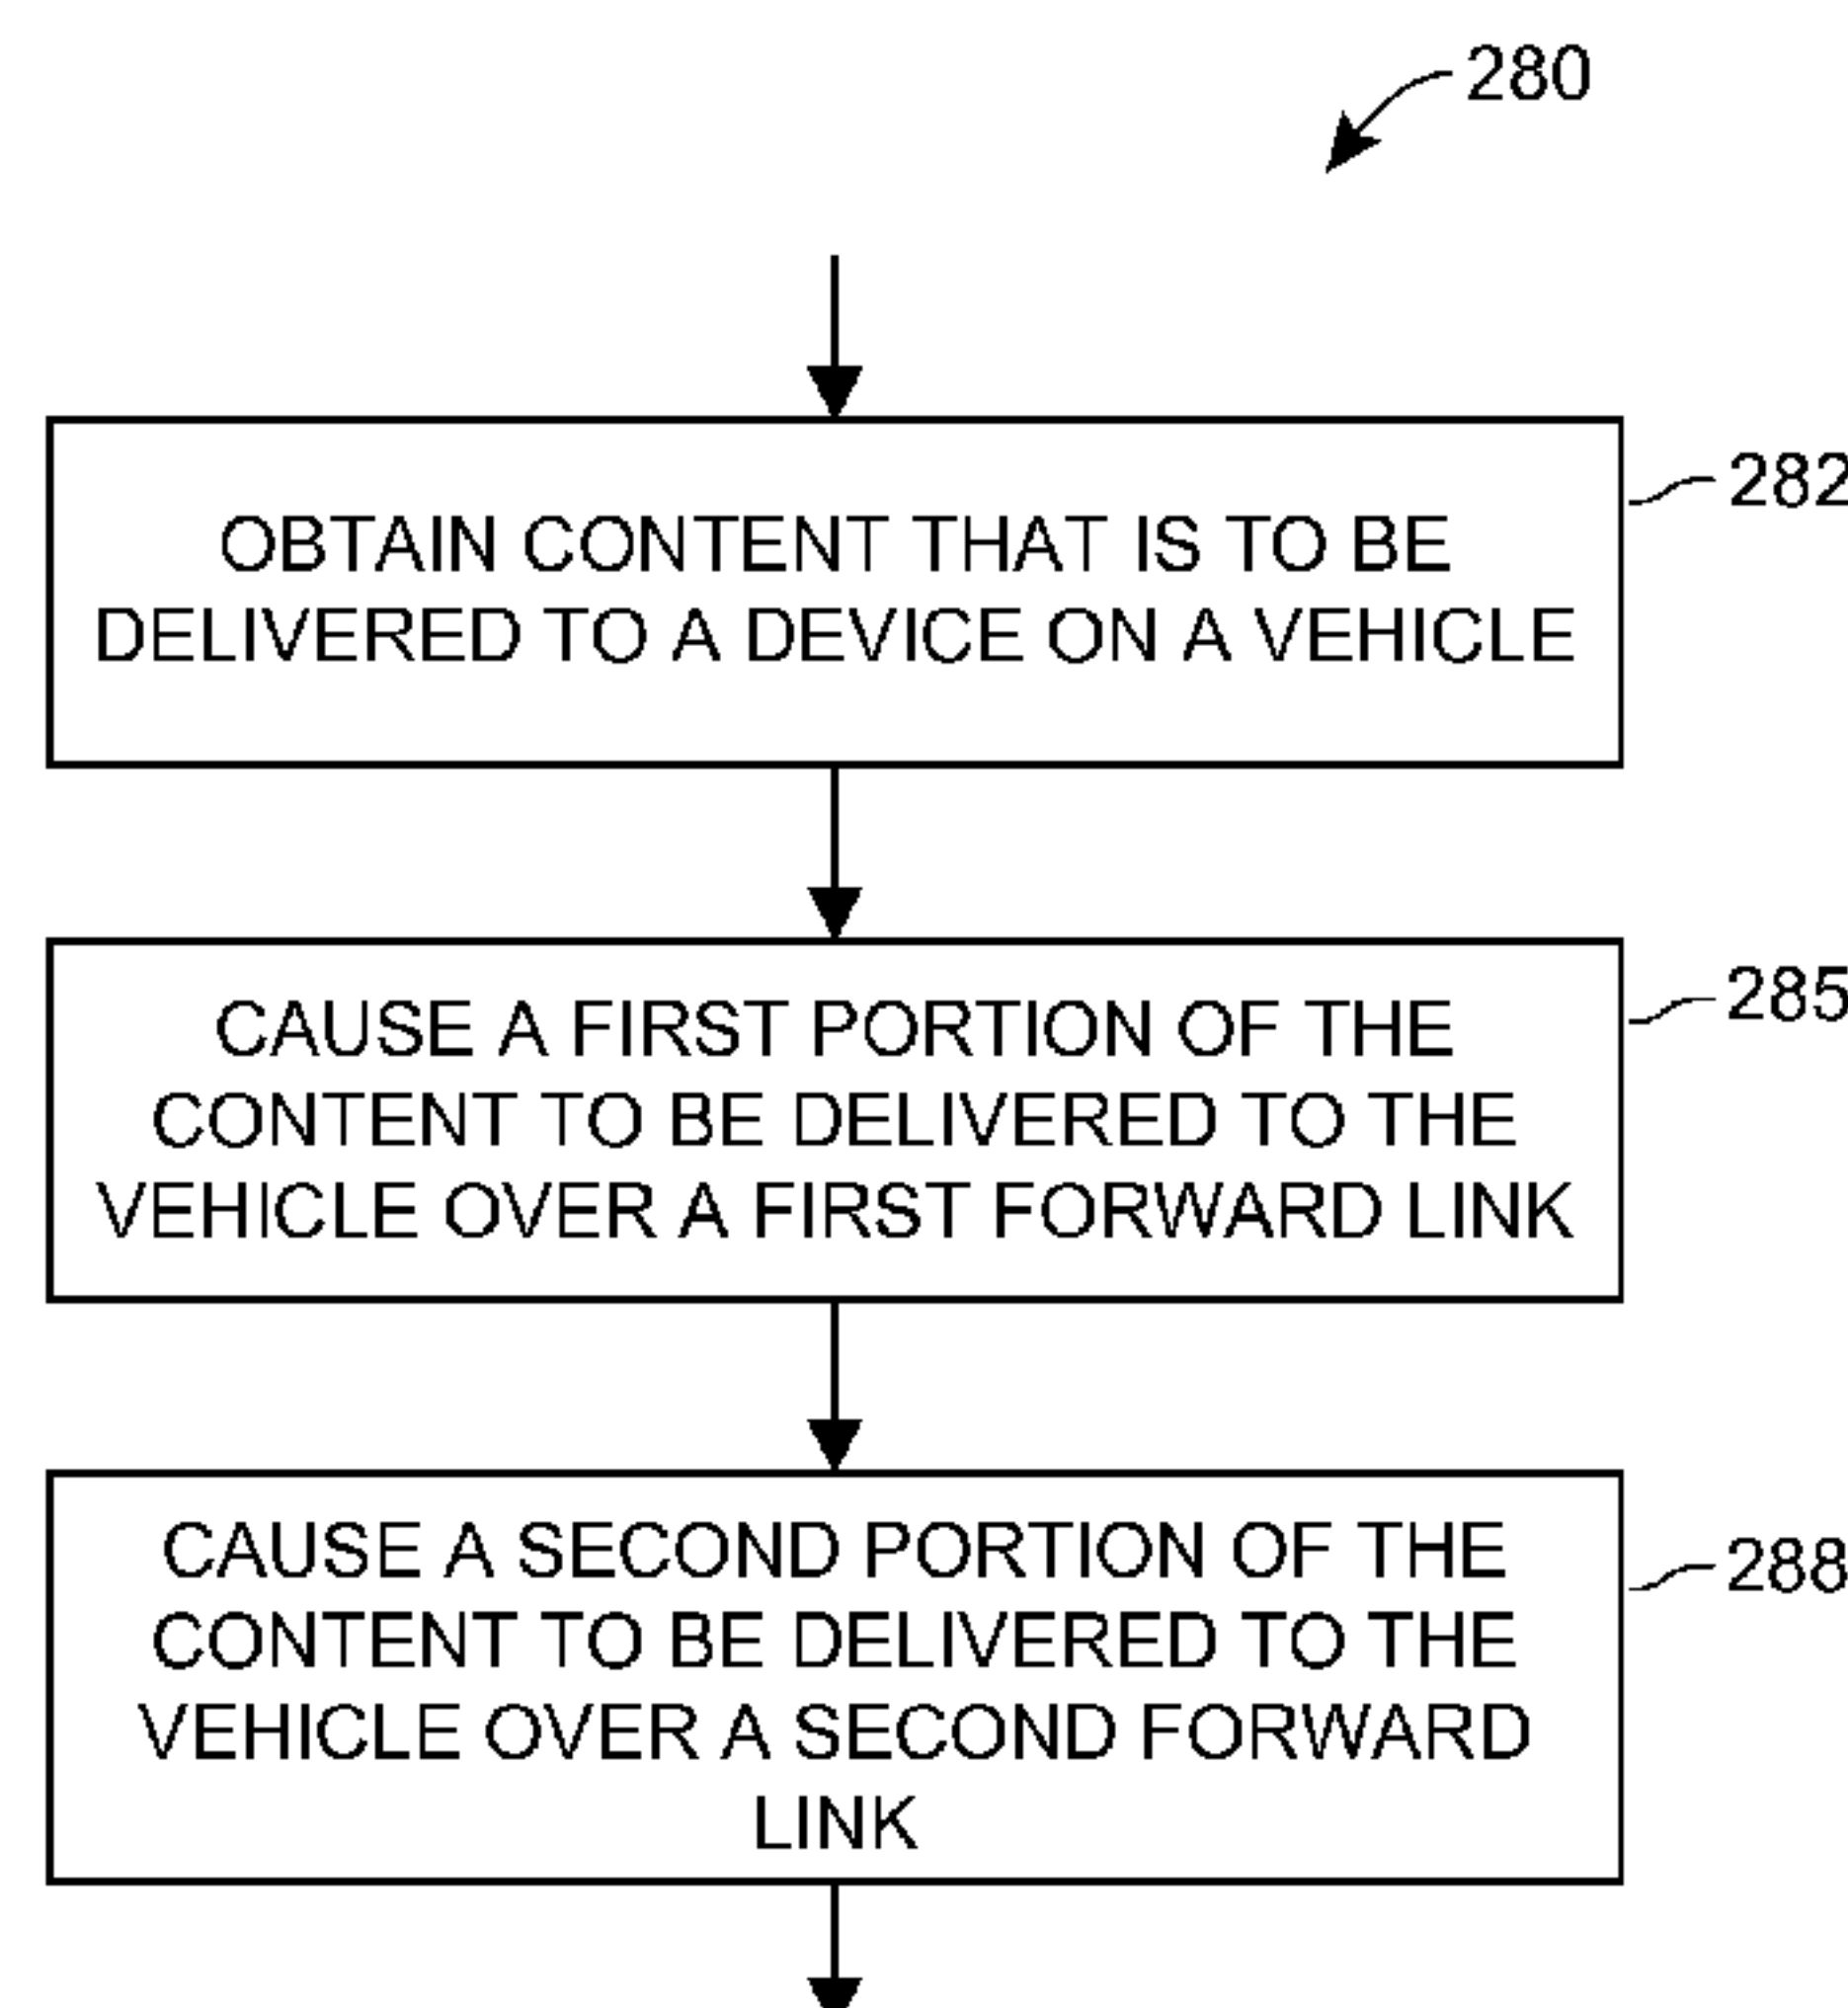 280
OBTAIN CONTENT THAT IS TO BE
DELIVERED TO A DEVICE ON A VEHICLE
282
CAUSE A FIRST PORTION OF THE
CONTENT TO BE DELIVERED TO THE
VEHICLE OVER A FIRST FORWARD LINK
285
CAUSE A SECOND PORTION OF THE
CONTENT TO BE DELIVERED TO THE
VEHICLE OVER A SECOND FORWARD
LINK
288